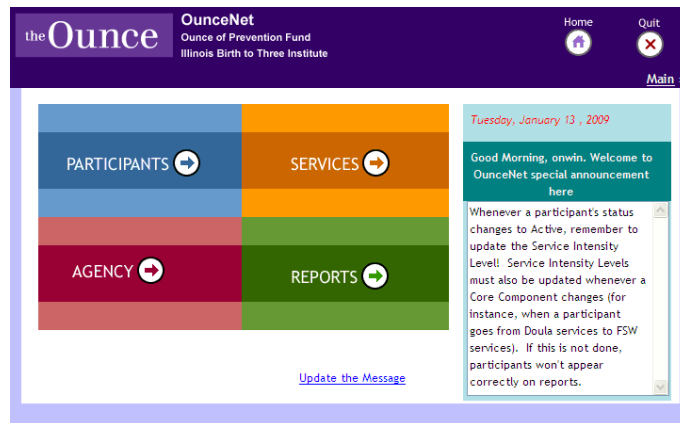 the Ounce
OunceNet
Ounce of Prevention Fund
Illinois Birth to Three Institute
Home
Quit
Main
PARTICIPANTS
SERVICES
AGENCY
REPORTS
Update the Message
Tuesday, January 13 , 2009
Good Morning, onwin. Welcome to
OunceNet special announcement
here
Whenever a participant's status
changes to Active, remember to
update the Service Intensity
Level!  Service Intensity Levels
must also be updated whenever a
Core Component changes (for
instance, when a participant
goes from Doula services to FSW
services).  If this is not done,
participants won't appear
correctly on reports.